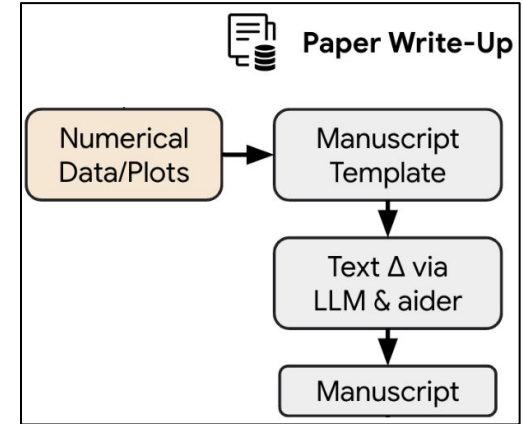 Paper Write-Up
Numerical
Data/Plots
Manuscript
Template
Text Δ via
LLM & aider
Manuscript